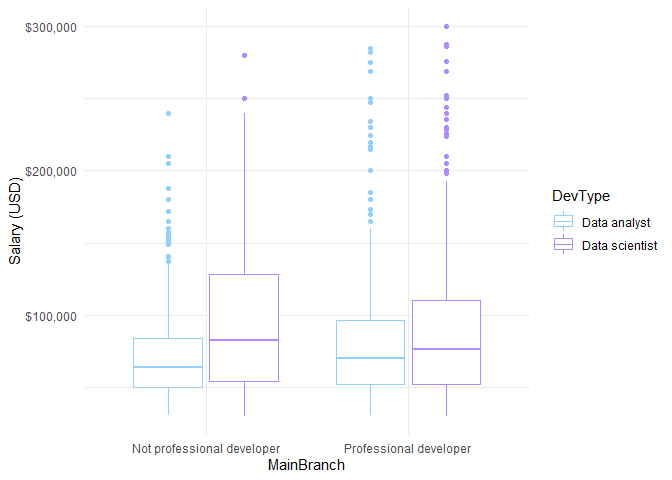 $300,000
$200,000
$100,000
Salary (USD)
Not professional developer
Professional developer
MainBranch
DevType
Data analyst
Data scientist